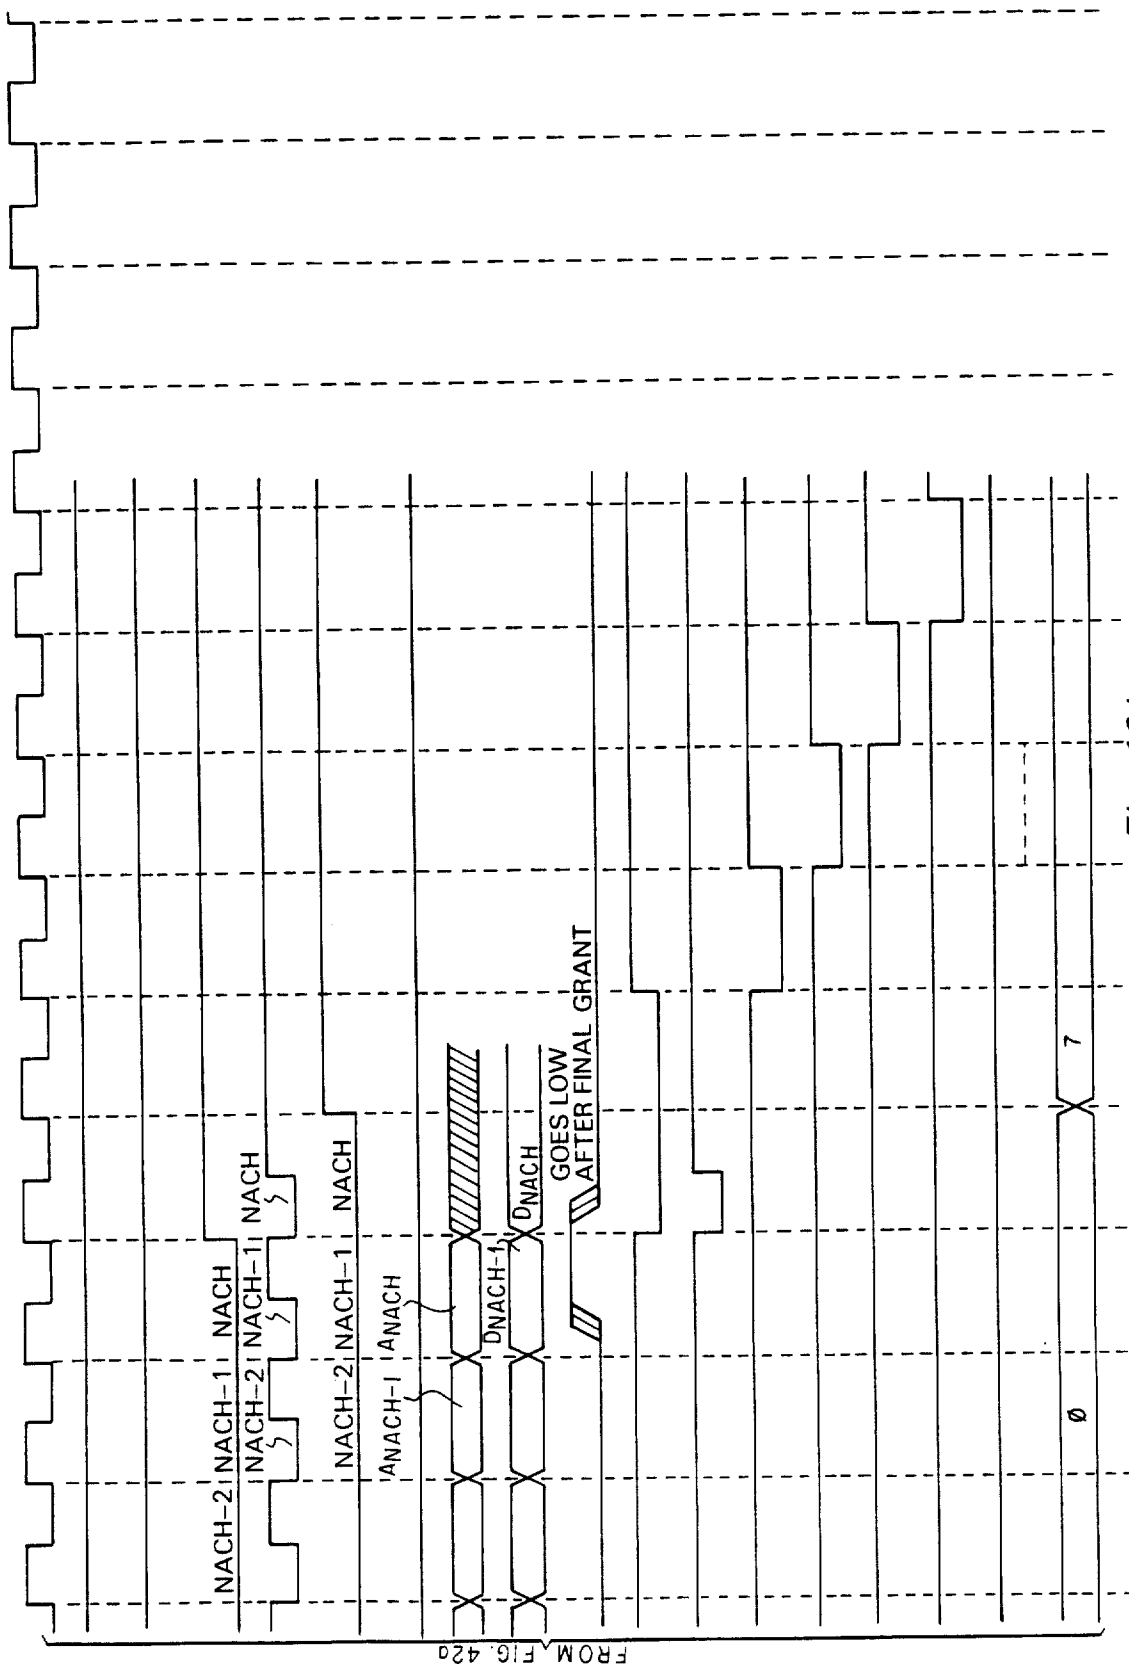 NACH-2 NACH-1 NACH
NACH-2 NACH-1 NACH
NACH-2 NACH-1 NACH
ANACH-1 ANACH
DNACH-1 DNACH
GOES LOW
AFTER FINAL GRANT
Ø 7
FROM FIG. 42a